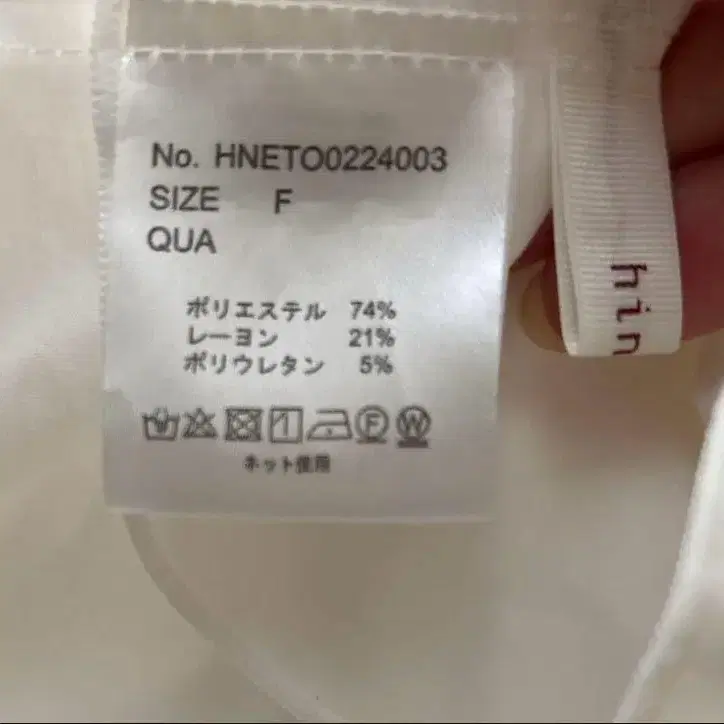 No. HNETO0224003
SIZE F
QUA
ポリエステル 74%
レーヨン 21%
ポリウレタン 5%
F W
ネット使用
hin